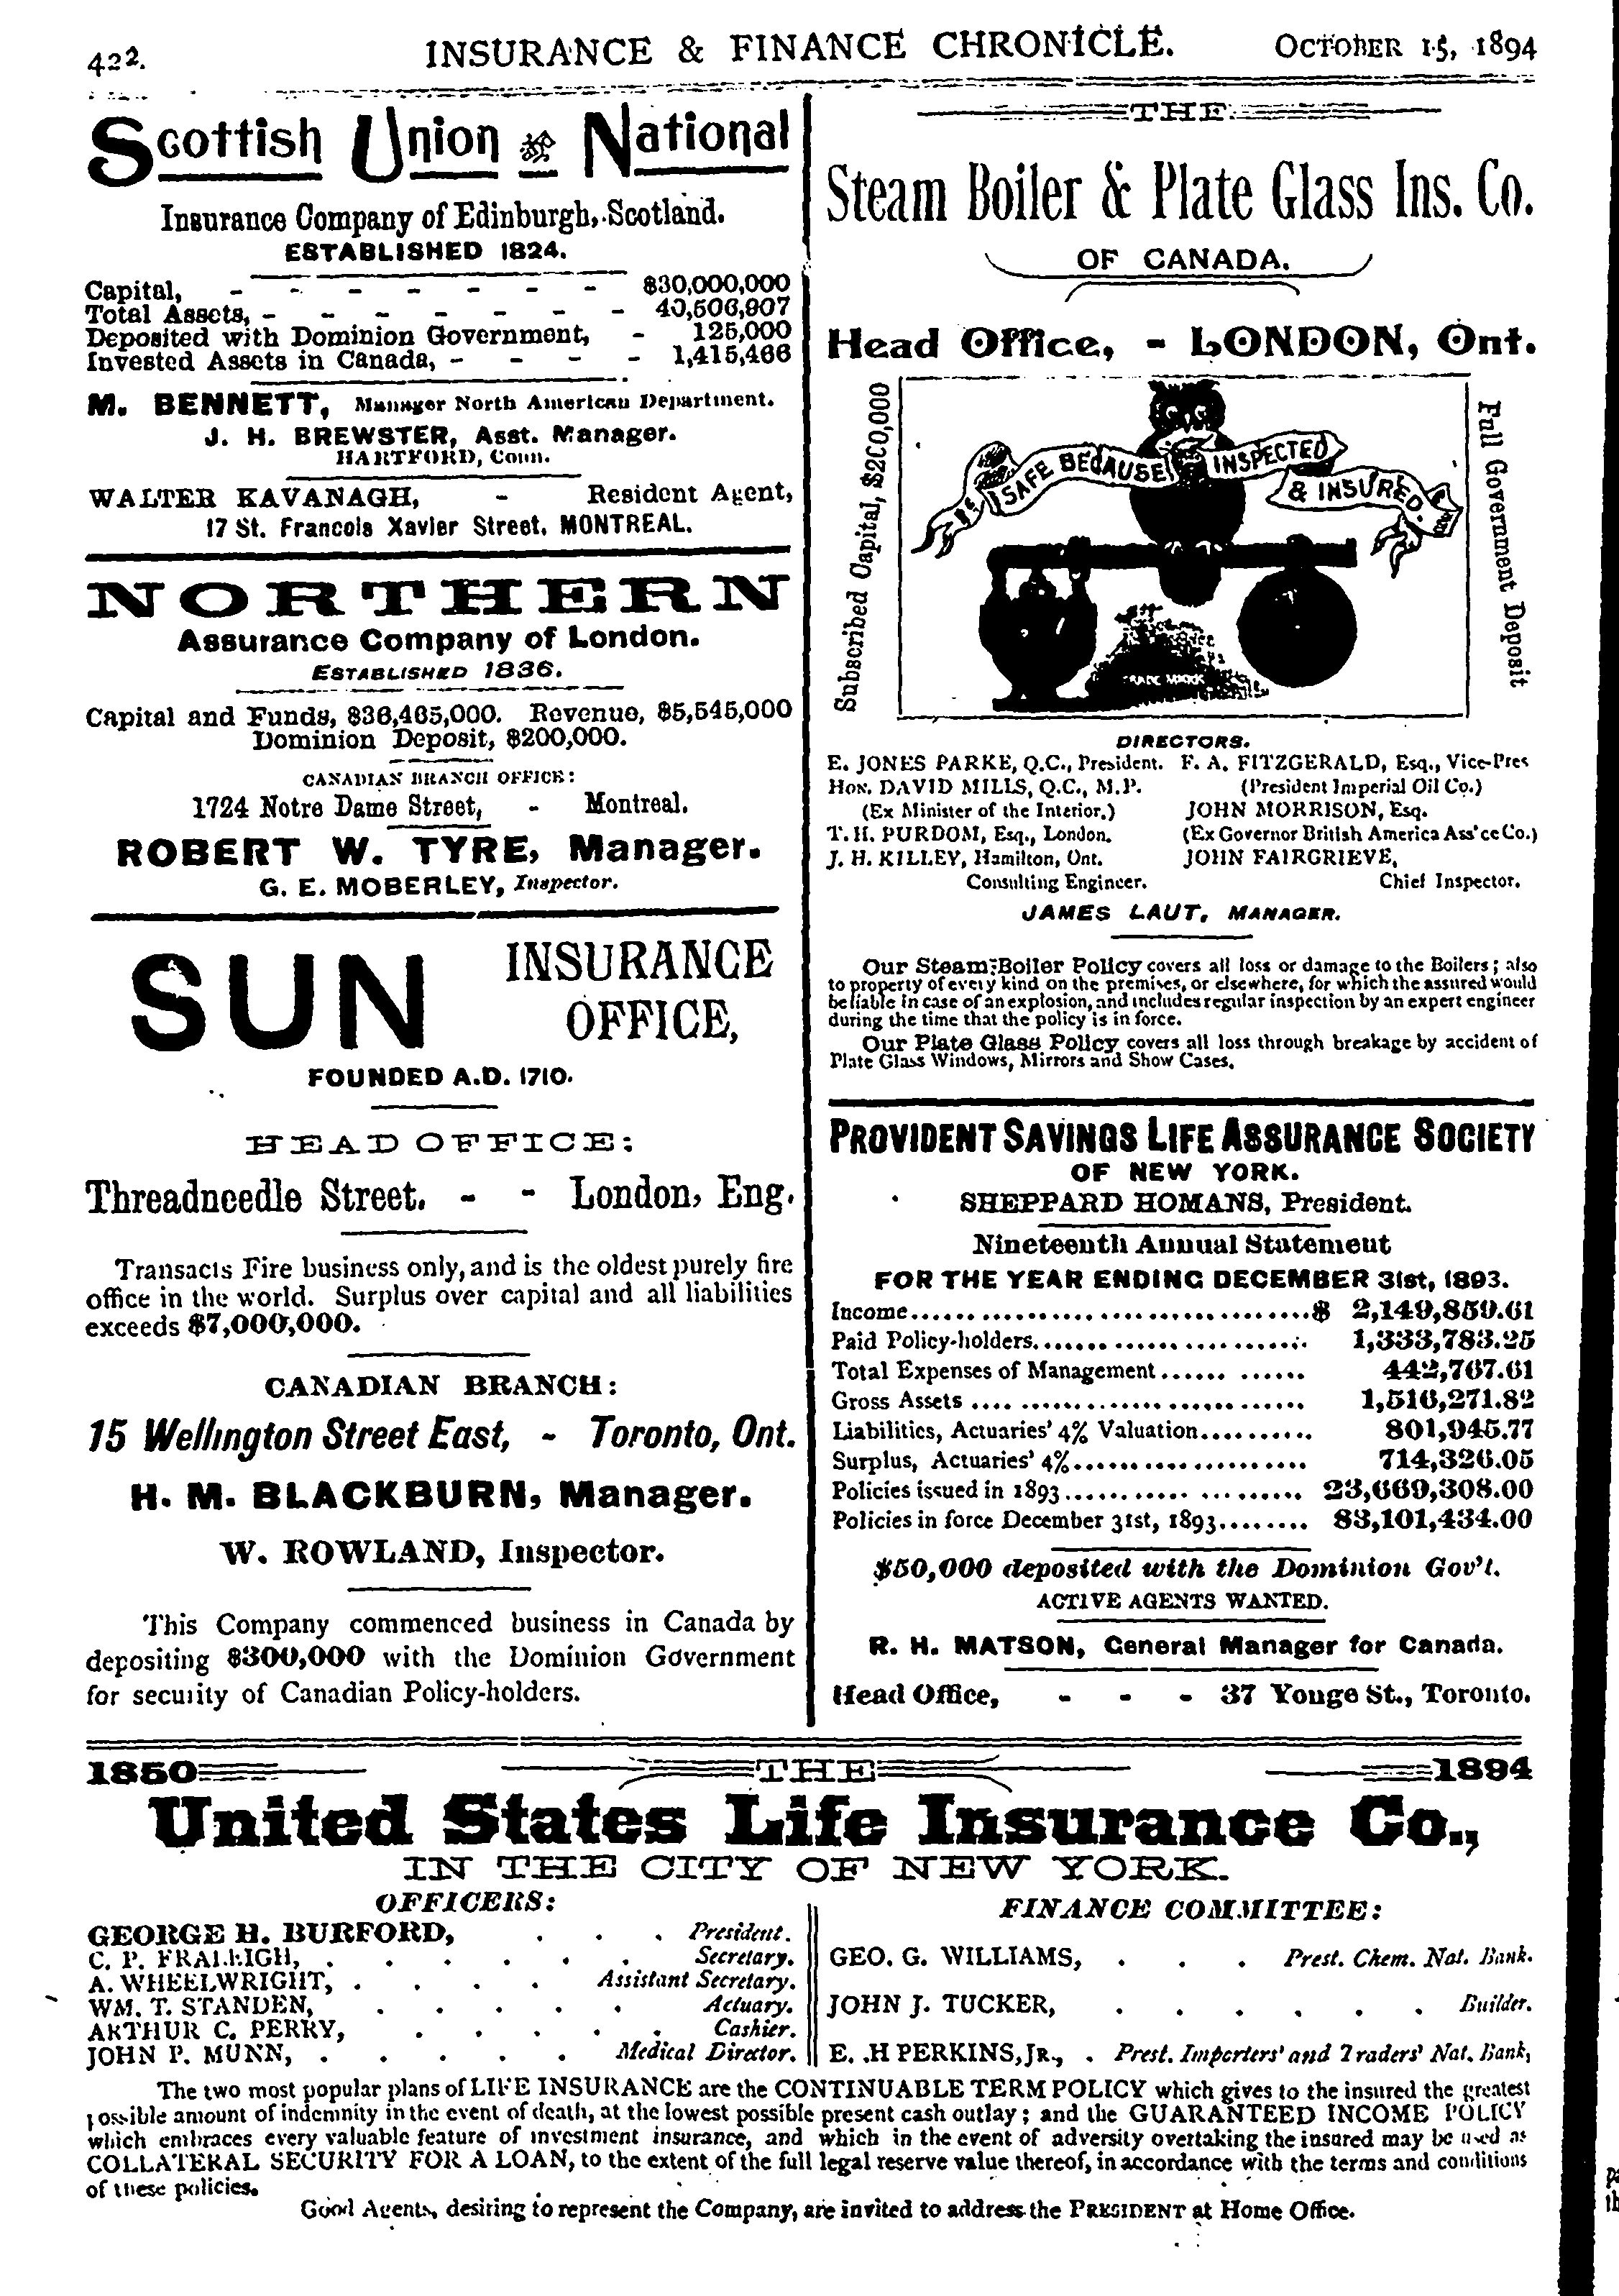 422.
INSURANCE & FINANCE CHRONICLE.
OCTOBER 15, 1894
Scottish Union & National
Insurance Company of Edinburgh, Scotland.
ESTABLISHED 1824.
Capital, - - - - - - - $30,000,000
Total Assets, - - - - - - - 40,506,907
Deposited with Dominion Government, - 125,000
Invested Assets in Canada, - - - - 1,415,466
M. BENNETT, Manager North American Department.
J. H. BREWSTER, Asst. Manager.
HARTFORD, Conn.
WALTER KAVANAGH, - Resident Agent,
17 St. Francois Xavier Street, MONTREAL.
NORTHERN
Assurance Company of London.
ESTABLISHED 1836.
Capital and Funds, $36,465,000. Revenue, $5,545,000
Dominion Deposit, $200,000.
CANADIAN BRANCH OFFICE:
1724 Notre Dame Street, - Montreal.
ROBERT W. TYRE, Manager.
G. E. MOBERLEY, Inspector.
SUN INSURANCE
OFFICE,
FOUNDED A.D. 1710.
HEAD OFFICE:
Threadneedle Street. - - London, Eng.
Transacts Fire business only, and is the oldest purely fire
office in the world. Surplus over capital and all liabilities
exceeds $7,000,000.
CANADIAN BRANCH:
15 Wellington Street East, - Toronto, Ont.
H. M. BLACKBURN, Manager.
W. ROWLAND, Inspector.
This Company commenced business in Canada by
depositing $300,000 with the Dominion Government
for security of Canadian Policy-holders.
THE
Steam Boiler & Plate Glass Ins. Co.
OF CANADA.
Head Office, - LONDON, Ont.
Subscribed Capital, $200,000
BE SAFE BECAUSE INSPECTED
& INSURED.
TRADE MARK
Full Government Deposit
DIRECTORS.
E. JONES PARKE, Q.C., President. F. A. FITZGERALD, Esq., Vice-Pres
HON. DAVID MILLS, Q.C., M.P. (President Imperial Oil Co.)
(Ex Minister of the Interior.) JOHN MORRISON, Esq.
T. H. PURDOM, Esq., London. (Ex Governor British America Ass'ce Co.)
J. H. KILLEY, Hamilton, Ont. JOHN FAIRGRIEVE,
Consulting Engineer. Chief Inspector.
JAMES LAUT, MANAGER.
Our Steam Boiler Policy covers all loss or damage to the Boilers; also
to property of every kind on the premises, or elsewhere, for which the assured would
be liable in case of an explosion, and includes regular inspection by an expert engineer
during the time that the policy is in force.
Our Plate Glass Policy covers all loss through breakage by accident of
Plate Glass Windows, Mirrors and Show Cases.
PROVIDENT SAVINGS LIFE ASSURANCE SOCIETY
OF NEW YORK.
SHEPPARD HOMANS, President.
Nineteenth Annual Statement
FOR THE YEAR ENDING DECEMBER 31st, 1893.
Income.................................$ 2,149,859.61
Paid Policy-holders...................... 1,333,783.25
Total Expenses of Management............ 442,767.61
Gross Assets ........................... 1,516,271.82
Liabilities, Actuaries' 4% Valuation.......... 801,945.77
Surplus, Actuaries' 4%..................... 714,326.05
Policies issued in 1893.................... 23,669,308.00
Policies in force December 31st, 1893........ 83,101,434.00
$50,000 deposited with the Dominion Gov't.
ACTIVE AGENTS WANTED.
R. H. MATSON, General Manager for Canada.
Head Office, - - - 37 Yonge St., Toronto.
1850 THE 1894
United States Life Insurance Co.,
IN THE CITY OF NEW YORK.
OFFICERS:
GEORGE H. BURFORD, . . . President.
C. P. FRALEIGH, . . . . . . Secretary.
A. WHEELWRIGHT, . . . . Assistant Secretary.
WM. T. STANDEN, . . . . . Actuary.
ARTHUR C. PERRY, . . . . . Cashier.
JOHN P. MUNN, . . . . . Medical Director.
FINANCE COMMITTEE:
GEO. G. WILLIAMS, . . . Prest. Chem. Nat. Bank.
JOHN J. TUCKER, . . . . . . Builder.
E. H PERKINS, JR., . Prest. Importers' and Traders' Nat. Bank,
The two most popular plans of LIFE INSURANCE are the CONTINUABLE TERM POLICY which gives to the insured the greatest
possible amount of indemnity in the event of death, at the lowest possible present cash outlay; and the GUARANTEED INCOME POLICY
which embraces every valuable feature of investment insurance, and which in the event of adversity overtaking the insured may be used as
COLLATERAL SECURITY FOR A LOAN, to the extent of the full legal reserve value thereof, in accordance with the terms and conditions
of these policies.
Good Agents, desiring to represent the Company, are invited to address the PRESIDENT at Home Office.